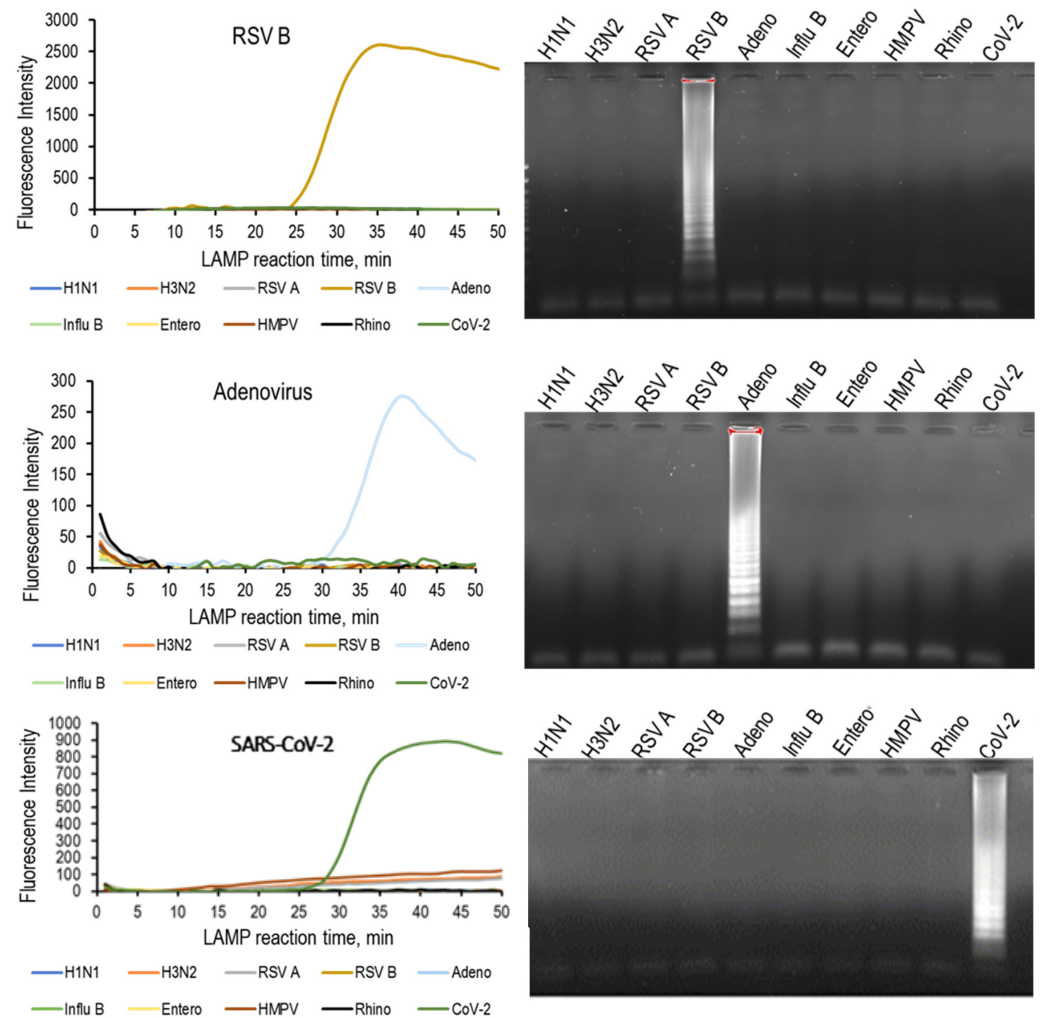 RSV B
Fluorescence Intensity
3000
2500
2000
1500
1000
500
0
0 5 10 15 20 25 30 35 40 45 50
LAMP reaction time, min
H1N1 H3N2 RSV A RSV B Adeno
Influ B Entero HMPV Rhino CoV-2
H1N1 H3N2 RSV A RSV B Adeno Influ B Entero HMPV Rhino CoV-2
Adenovirus
Fluorescence Intensity
300
250
200
150
100
50
0
0 5 10 15 20 25 30 35 40 45 50
LAMP reaction time, min
H1N1 H3N2 RSV A RSV B Adeno
Influ B Entero HMPV Rhino CoV-2
H1N1 H3N2 RSV A RSV B Adeno Influ B Entero HMPV Rhino CoV-2
SARS-CoV-2
Fluorescence Intensity
1000
900
800
700
600
500
400
300
200
100
0
0 5 10 15 20 25 30 35 40 45 50
LAMP reaction time, min
H1N1 H3N2 RSV A RSV B Adeno
Influ B Entero HMPV Rhino CoV-2
H1N1 H3N2 RSV A RSV B Adeno Influ B Entero HMPV Rhino CoV-2